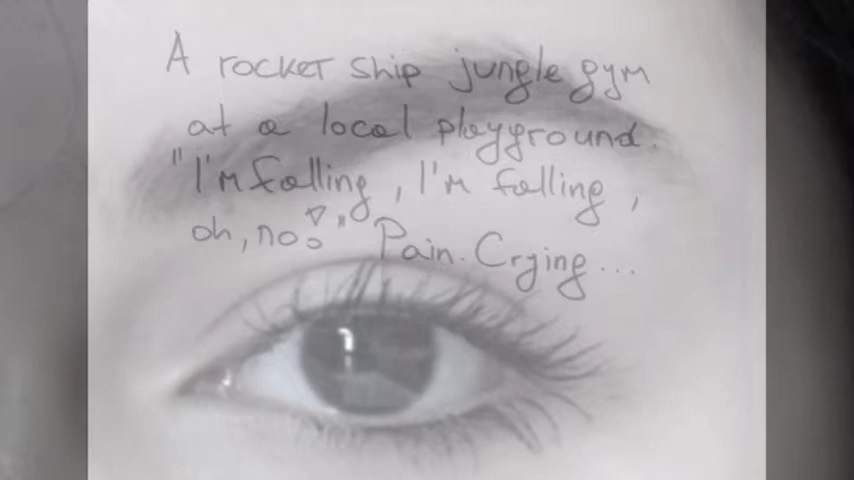 A rocket ship jungle gym
at a local playground.
"I'm falling, I'm falling,
oh, no!" Pain. Crying...